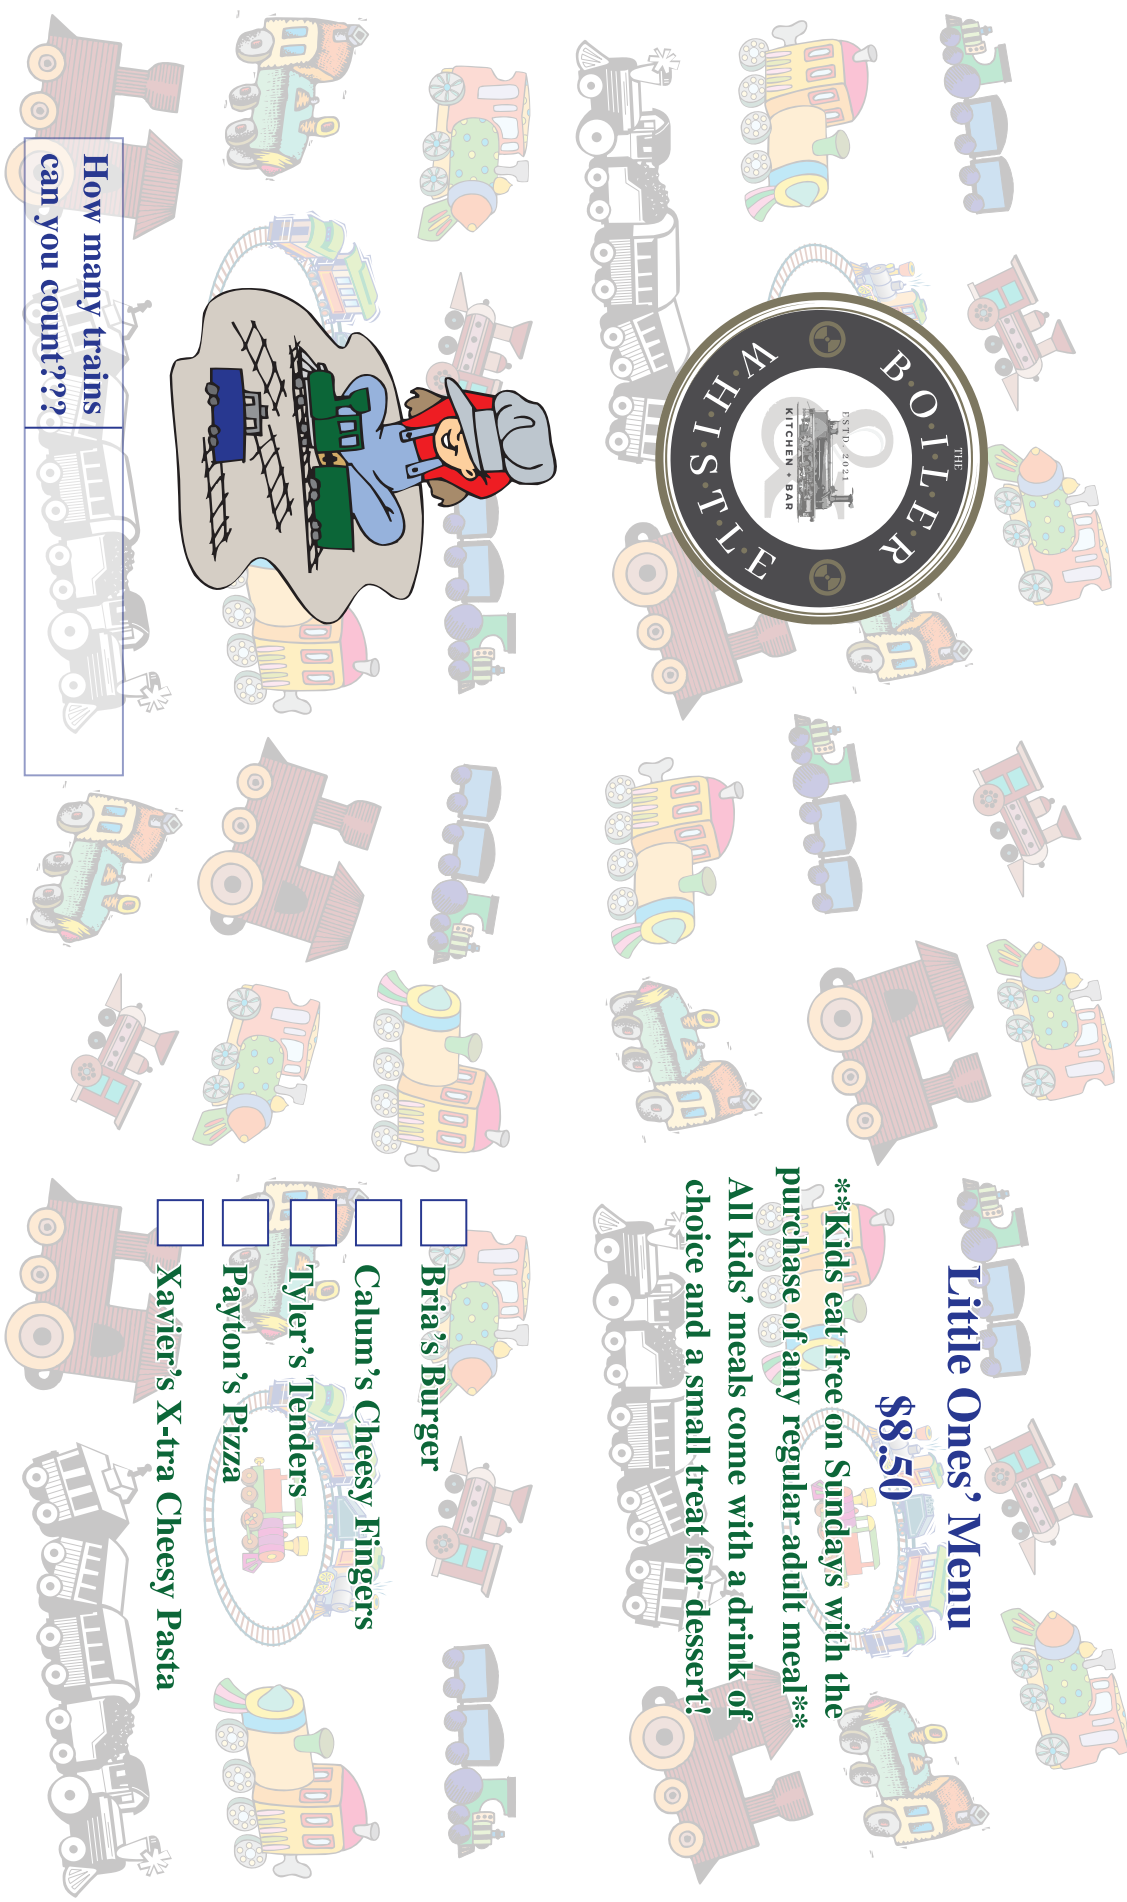 THE
BOILER
WHISTLE
ESTD 2021
8
KITCHEN + BAR
How many trains
can you count???
Little Ones’ Menu
$8.50
**Kids eat free on Sundays with the
purchase of any regular adult meal**
All kids’ meals come with a drink of
choice and a small treat for dessert!
Bria’s Burger
Calum’s Cheesy Fingers
Tyler’s Tenders
Payton’s Pizza
Xavier’s X-tra Cheesy Pasta